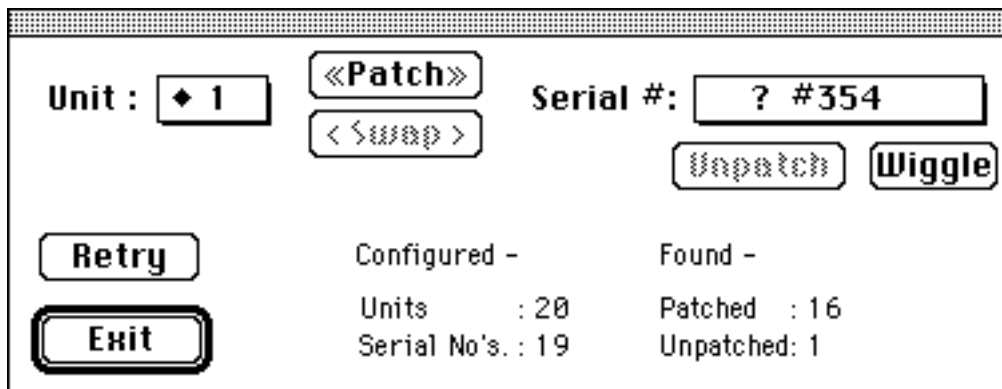 Unit : ◆ 1
«Patch»
Serial #: ? #354
< Swap >
Unpatch
Wiggle
Retry
Configured -
Found -
Units : 20
Patched : 16
Exit
Serial No's. : 19
Unpatched: 1